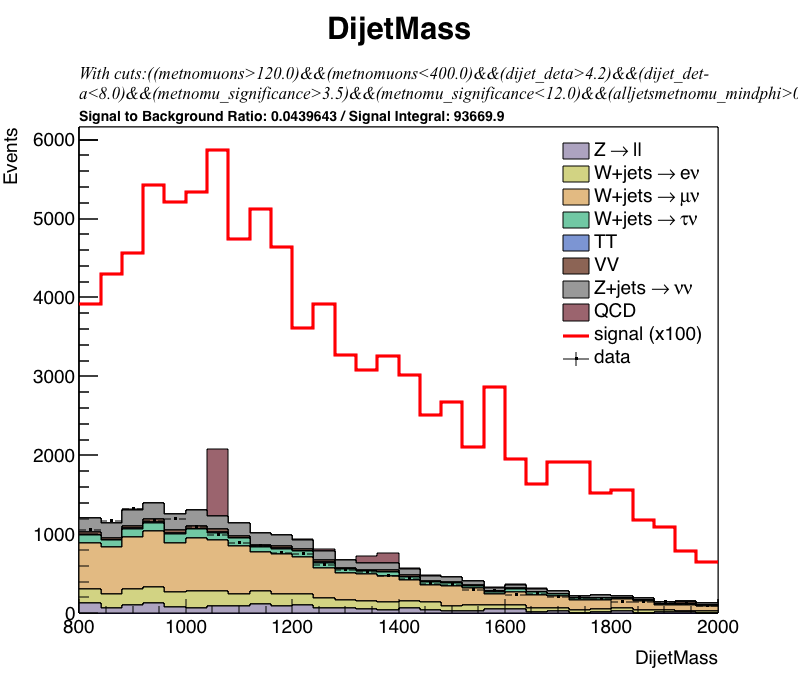 DijetMass
With cuts:((metnomuons>120.0)&&(metnomuons<400.0)&&(dijet_deta>4.2)&&(dijet_det-
a<8.0)&&(metnomu_significance>3.5)&&(metnomu_significance<12.0)&&(alljetsmetnomu_mindphi>0
Signal to Background Ratio: 0.0439643 / Signal Integral: 93669.9
Events
6000
5000
4000
3000
2000
1000
0
Z → ll
W+jets → eν
W+jets → μν
W+jets → τν
TT
VV
Z+jets → νν
QCD
signal (x100)
data
800 1000 1200 1400 1600 1800 2000
DijetMass